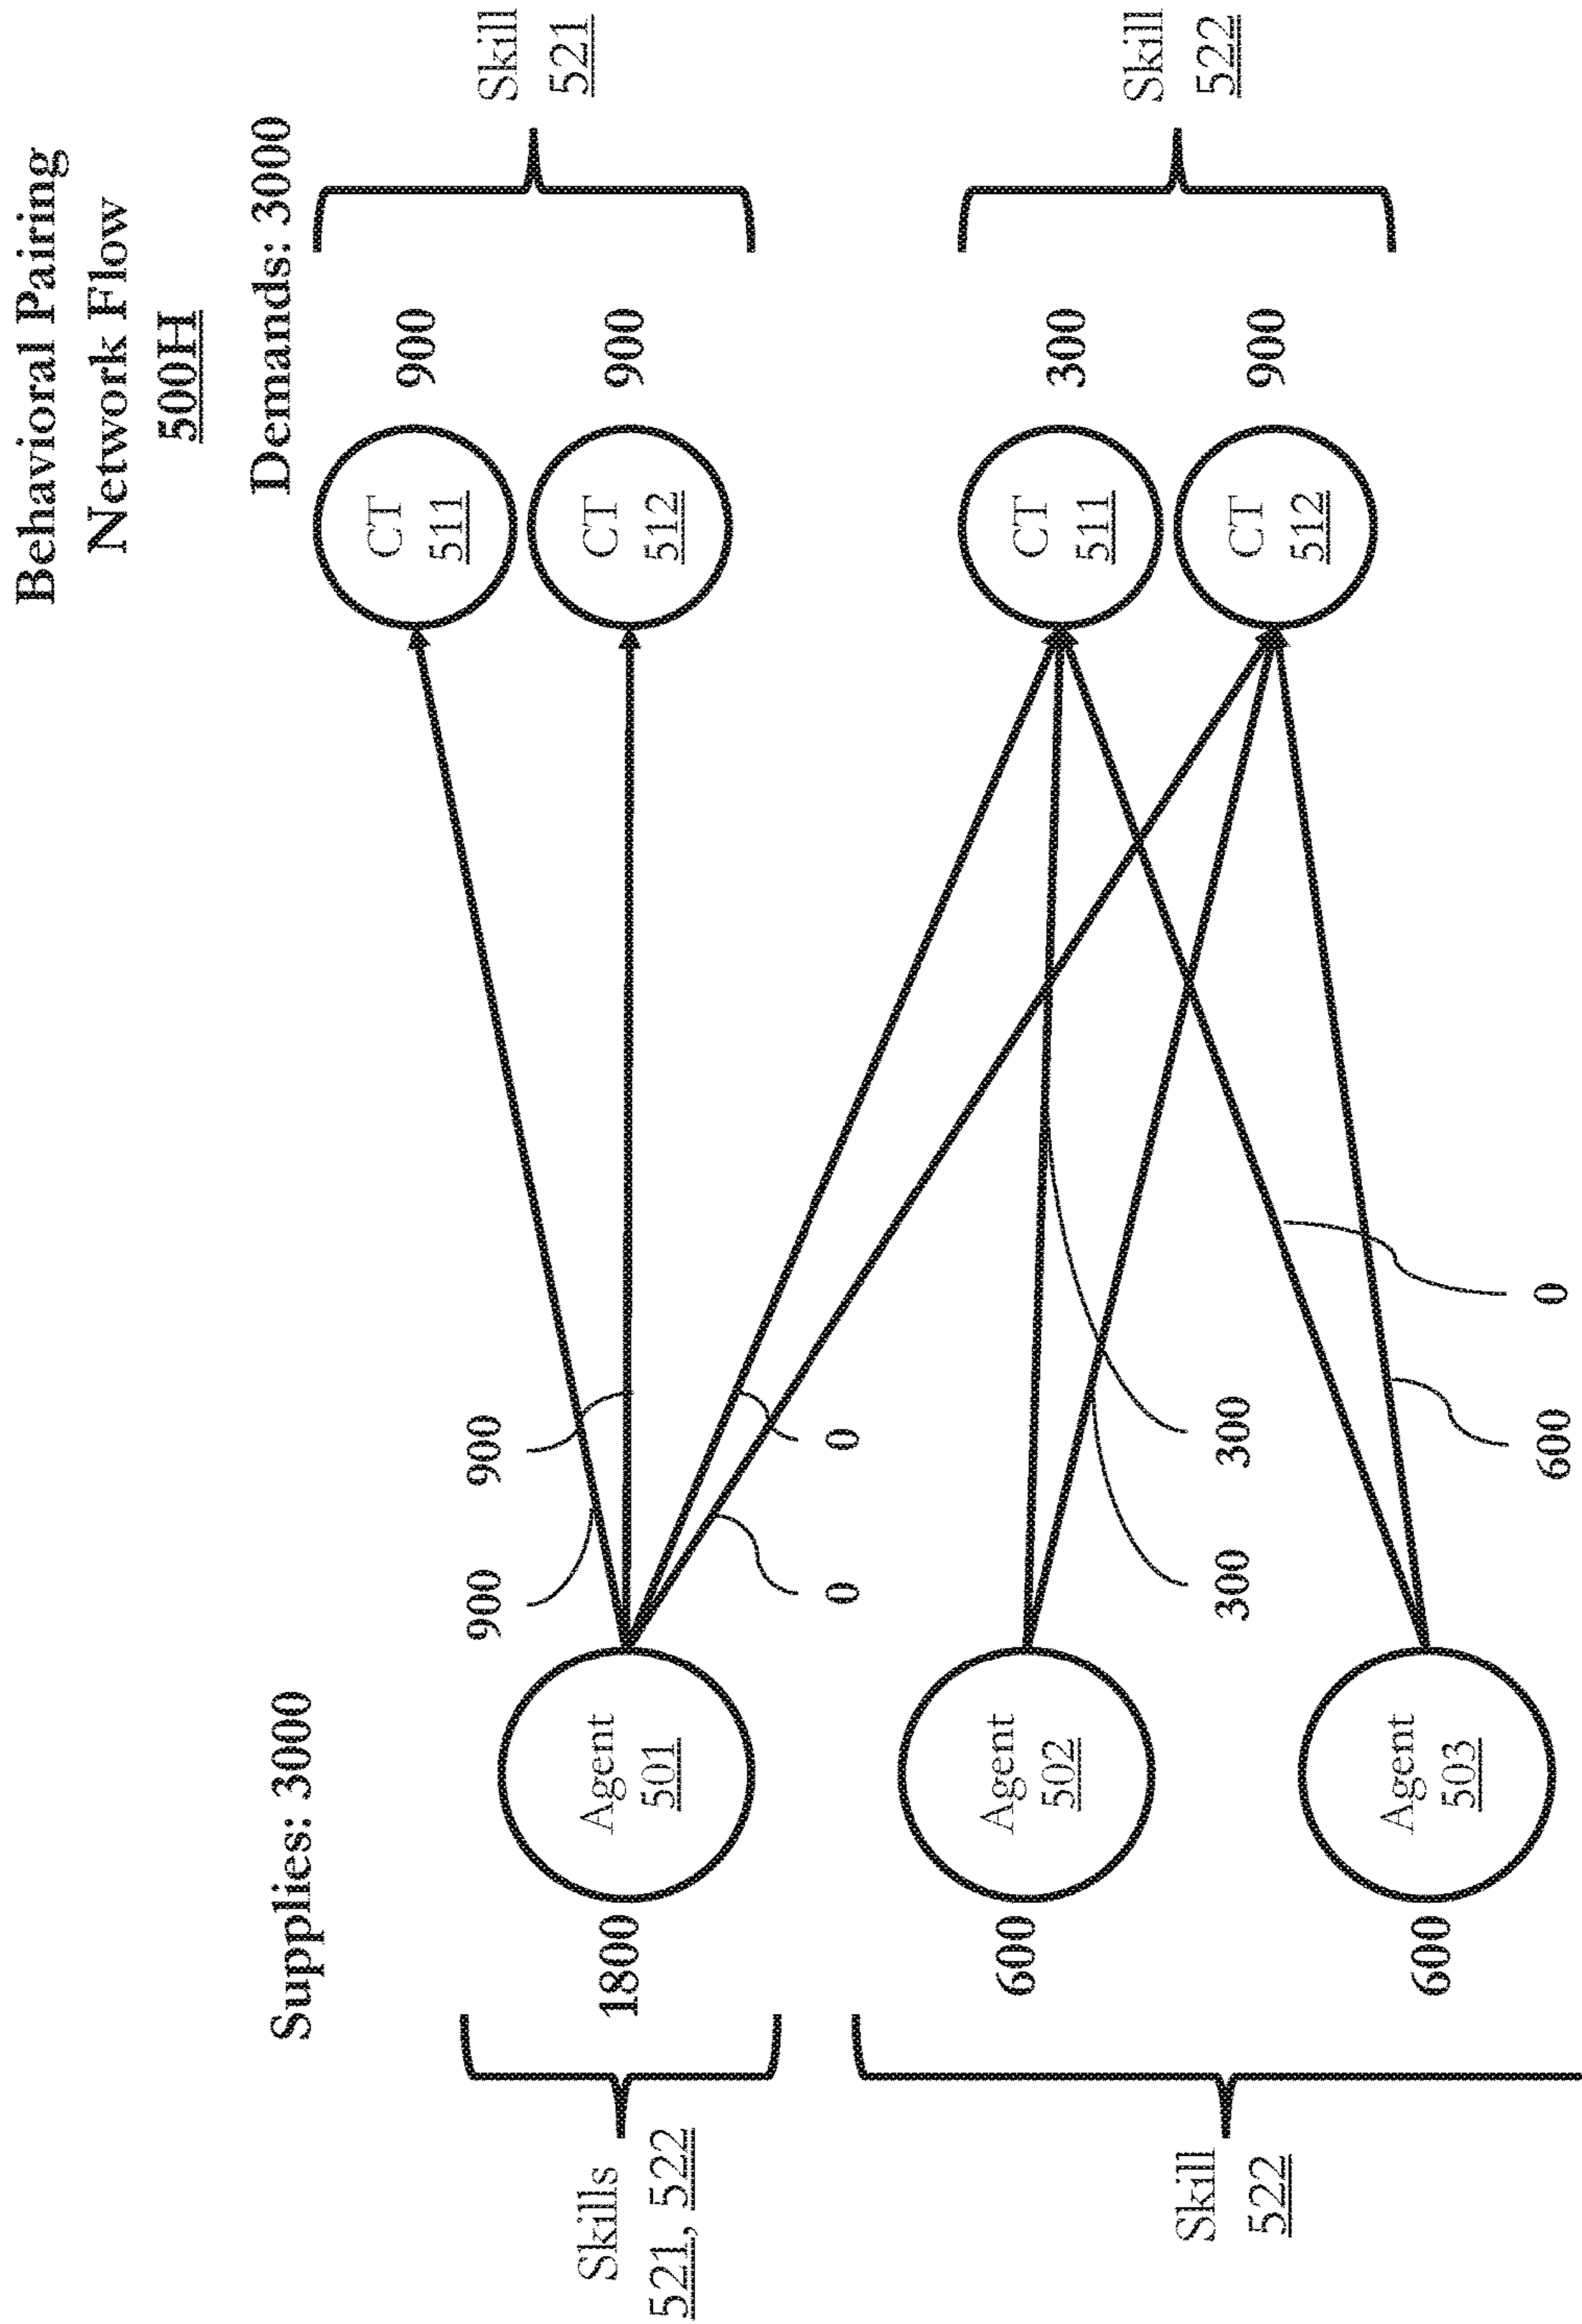 Behavioral Pairing
Network Flow
500H
Supplies: 3000
Demands: 3000
Skills
521, 522
1800
Agent
501
900
900
0
0
CT
511
900
CT
512
900
Skill
521
Skill
522
600
Agent
502
300
300
600
Agent
503
600
0
CT
511
300
CT
512
900
Skill
522